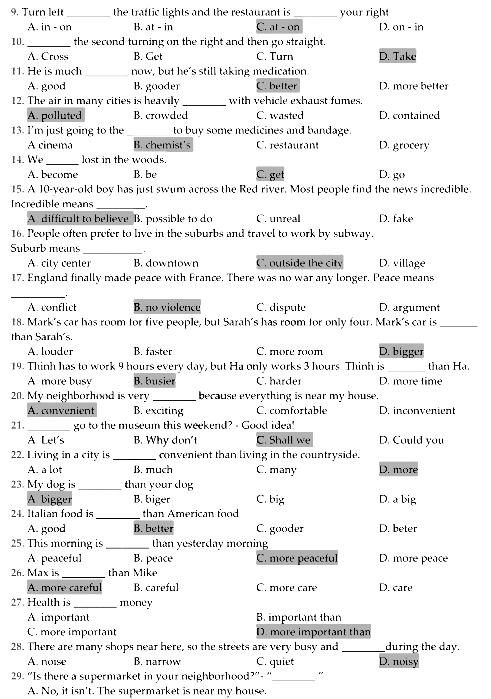 9. Turn left ________ the traffic lights and the restaurant is ________ your right
A. in - on B. at - in C. at - on D. on - in
10. ________ the second turning on the right and then go straight.
A. Cross B. Get C. Turn D. Take
11. He is much ________ now, but he's still taking medication.
A. good B. gooder C. better D. more better
12. The air in many cities is heavily ________ with vehicle exhaust fumes.
A. polluted B. crowded C. wasted D. contained
13. I'm just going to the ________ to buy some medicines and bandage.
A cinema B. chemist's C. restaurant D. grocery
14. We ______ lost in the woods.
A. become B. be C. get D. go
15. A 10-year-old boy has just swum across the Red river. Most people find the news incredible.
Incredible means _________.
A. difficult to believe B. possible to do C. unreal D. fake
16. People often prefer to live in the suburbs and travel to work by subway.
Suburb means ___________.
A. city center B. downtown C. outside the city D. village
17. England finally made peace with France. There was no war any longer. Peace means
__________.
A. conflict B. no violence C. dispute D. argument
18. Mark's car has room for five people, but Sarah's has room for only four. Mark's car is _______
than Sarah's.
A. louder B. faster C. more room D. bigger
19. Thinh has to work 9 hours every day, but Ha only works 3 hours. Thinh is _______ than Ha.
A. more busy B. busier C. harder D. more time
20. My neighborhood is very ________ because everything is near my house.
A. convenient B. exciting C. comfortable D. inconvenient
21. ________ go to the museum this weekend? - Good idea!
A. Let's B. Why don't C. Shall we D. Could you
22. Living in a city is ________ convenient than living in the countryside.
A. a lot B. much C. many D. more
23. My dog is ________ than your dog
A. bigger B. biger C. big D. a big
24. Italian food is ________ than American food
A. good B. better C. gooder D. beter
25. This morning is ________ than yesterday morning
A. peaceful B. peace C. more peaceful D. more peace
26. Max is ________ than Mike
A. more careful B. careful C. more care D. care
27. Health is ________ money
A. important B. important than
C. more important D. more important than
28. There are many shops near here, so the streets are very busy and ________during the day.
A. noise B. narrow C. quiet D. noisy
29. "Is there a supermarket in your neighborhood?"- "________"
A. No, it isn't. The supermarket is near my house.